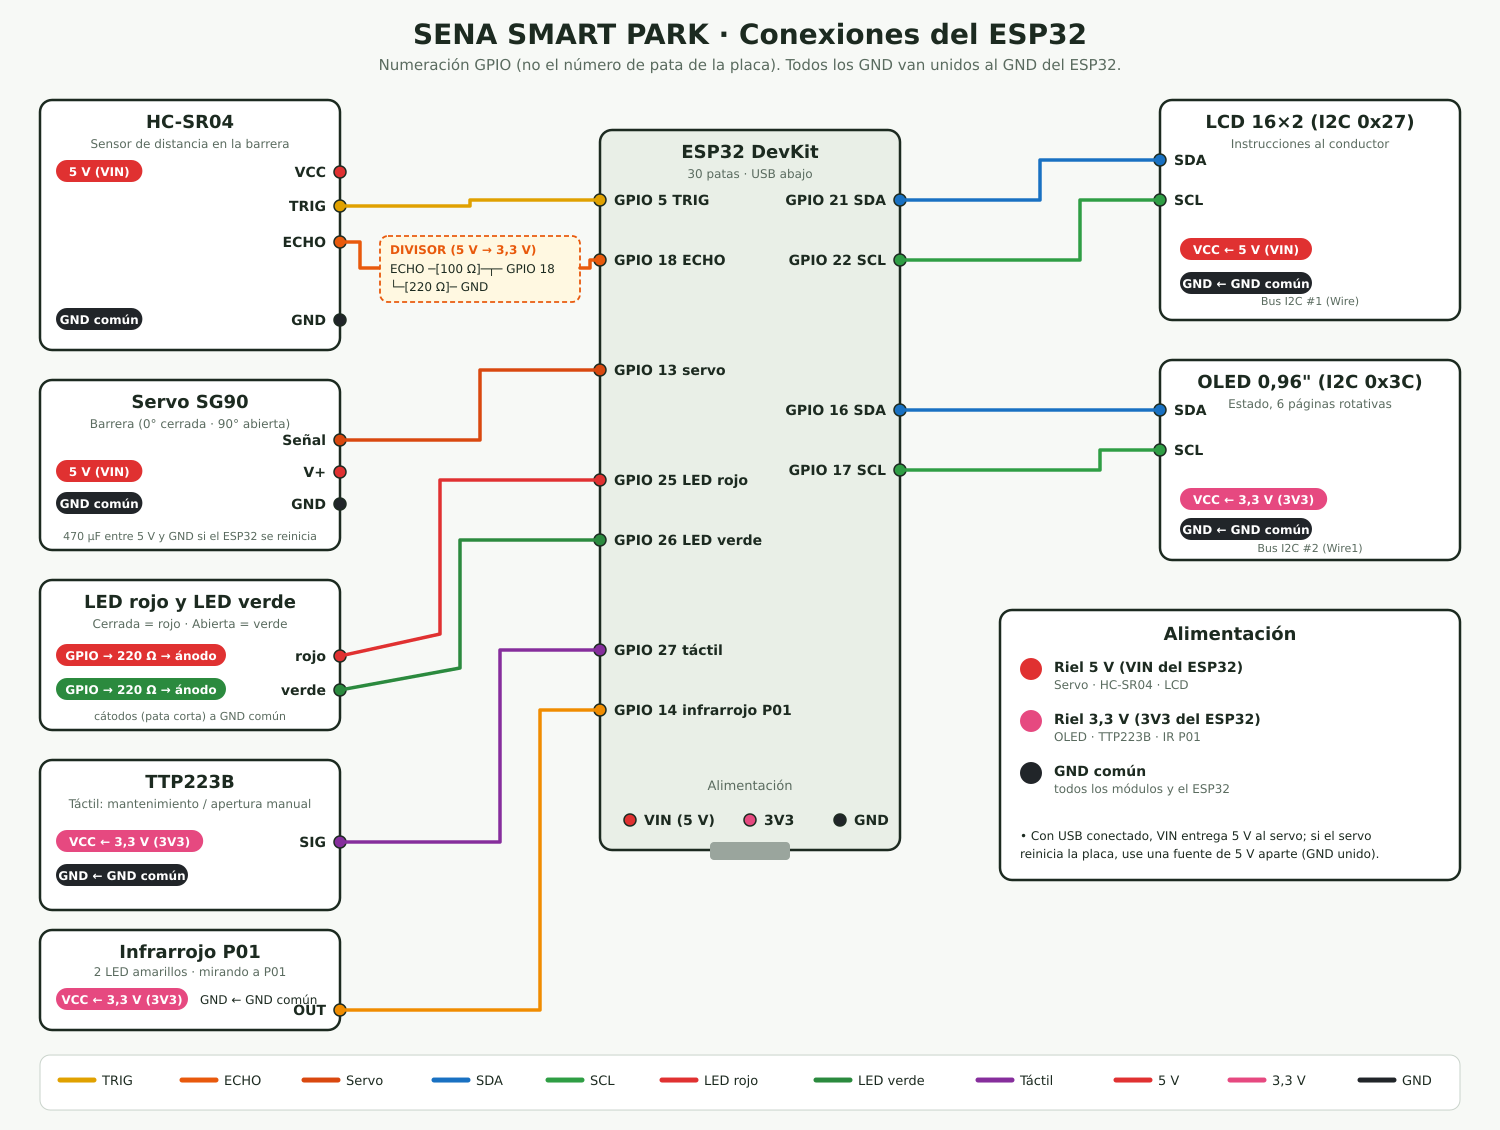 SENA SMART PARK · Conexiones del ESP32
Numeración GPIO (no el número de pata de la placa). Todos los GND van unidos al GND del ESP32.
HC-SR04
Sensor de distancia en la barrera
5 V (VIN)
VCC
TRIG
ECHO
GND común
GND
DIVISOR (5 V → 3,3 V)
ECHO ─[100 Ω]─┬─ GPIO 18
└─[220 Ω]─ GND
Servo SG90
Barrera (0° cerrada · 90° abierta)
Señal
5 V (VIN)
V+
GND común
GND
470 µF entre 5 V y GND si el ESP32 se reinicia
LED rojo y LED verde
Cerrada = rojo · Abierta = verde
GPIO → 220 Ω → ánodo
rojo
GPIO → 220 Ω → ánodo
verde
cátodos (pata corta) a GND común
TTP223B
Táctil: mantenimiento / apertura manual
VCC ← 3,3 V (3V3)
SIG
GND ← GND común
Infrarrojo P01
2 LED amarillos · mirando a P01
VCC ← 3,3 V (3V3)
GND ← GND común
OUT
ESP32 DevKit
30 patas · USB abajo
GPIO 5 TRIG
GPIO 21 SDA
GPIO 18 ECHO
GPIO 22 SCL
GPIO 13 servo
GPIO 16 SDA
GPIO 17 SCL
GPIO 25 LED rojo
GPIO 26 LED verde
GPIO 27 táctil
GPIO 14 infrarrojo P01
Alimentación
VIN (5 V)
3V3
GND
LCD 16×2 (I2C 0x27)
Instrucciones al conductor
SDA
SCL
VCC ← 5 V (VIN)
GND ← GND común
Bus I2C #1 (Wire)
OLED 0,96" (I2C 0x3C)
Estado, 6 páginas rotativas
SDA
SCL
VCC ← 3,3 V (3V3)
GND ← GND común
Bus I2C #2 (Wire1)
Alimentación
Riel 5 V (VIN del ESP32)
Servo · HC-SR04 · LCD
Riel 3,3 V (3V3 del ESP32)
OLED · TTP223B · IR P01
GND común
todos los módulos y el ESP32
• Con USB conectado, VIN entrega 5 V al servo; si el servo
reinicia la placa, use una fuente de 5 V aparte (GND unido).
TRIG
ECHO
Servo
SDA
SCL
LED rojo
LED verde
Táctil
5 V
3,3 V
GND